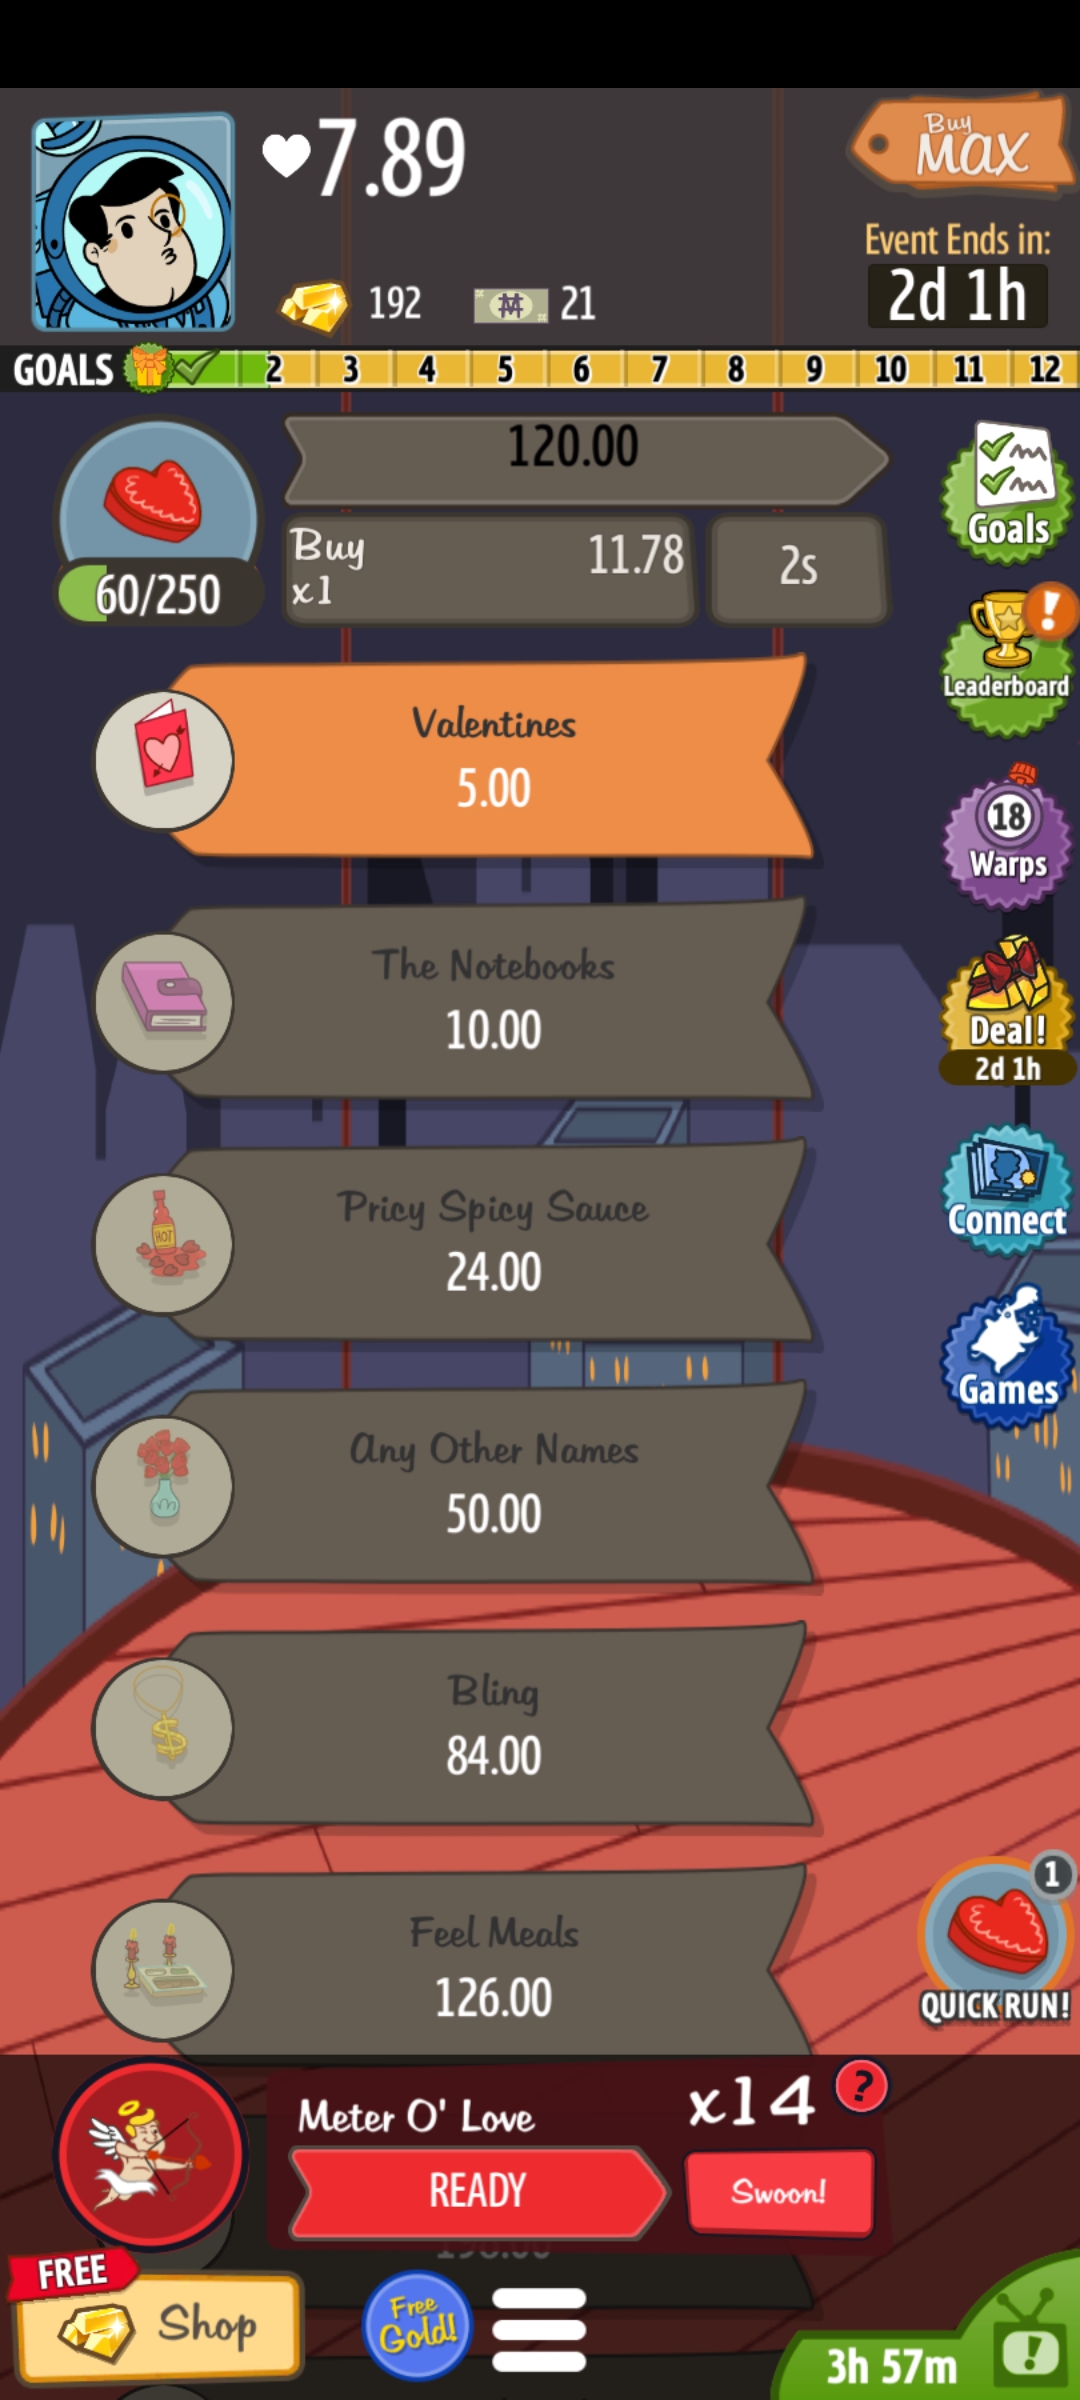 7.89
Buy
MAX
Event Ends in:
2d 1h
192
21
GOALS 2 3 4 5 6 7 8 9 10 11 12
120.00
Buy
x1
11.78
2s
60/250
Goals
Leaderboard
Valentines
5.00
18
Warps
The Notebooks
10.00
Deal!
2d 1h
Pricy Spicy Sauce
24.00
HOT
Connect
Any Other Names
50.00
Games
Bling
84.00
Feel Meals
126.00
1
QUICK RUN!
Meter O' Love
x14
?
READY
Swoon!
FREE
Shop
Free
Gold!
3h 57m